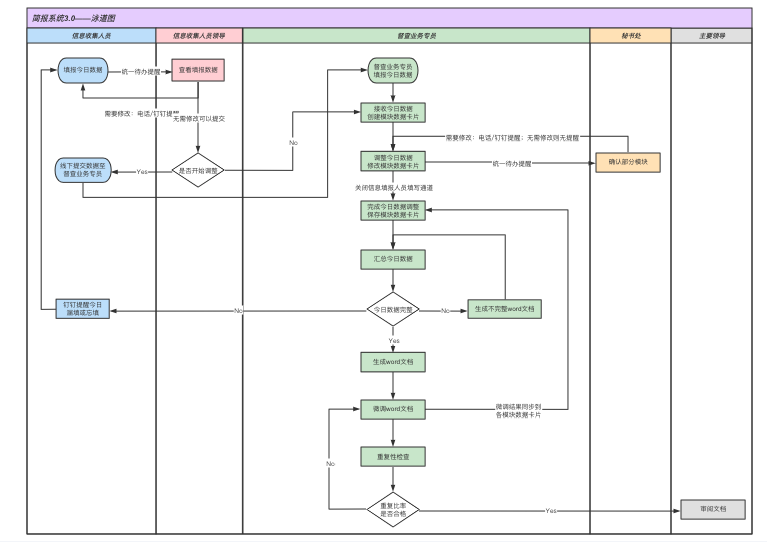 简报系统3.0——泳道图
信息收集人员
信息收集人员领导
督查业务专员
秘书处
主要领导
填报今日数据
统一待办提醒
查看填报数据
督查业务专员
填报今日数据
需要修改：电话/钉钉提
无需修改可以提交
接收今日数据
创建模块数据卡片
No
需要修改：电话/钉钉提醒；无需修改则无提醒
线下提交数据至
督查业务专员
Yes
是否开始调整
调整今日数据
修改模块数据卡片
统一待办提醒
确认部分模块
关闭信息填报人员填写通道
完成今日数据调整
保存模块数据卡片
汇总今日数据
钉钉提醒今日
漏填或忘填
No
今日数据完整
No
生成不完整word文档
Yes
生成word文档
微调word文档
微调结果同步到
各模块数据卡片
重复性检查
No
重复比率
是否合格
Yes
审阅文档